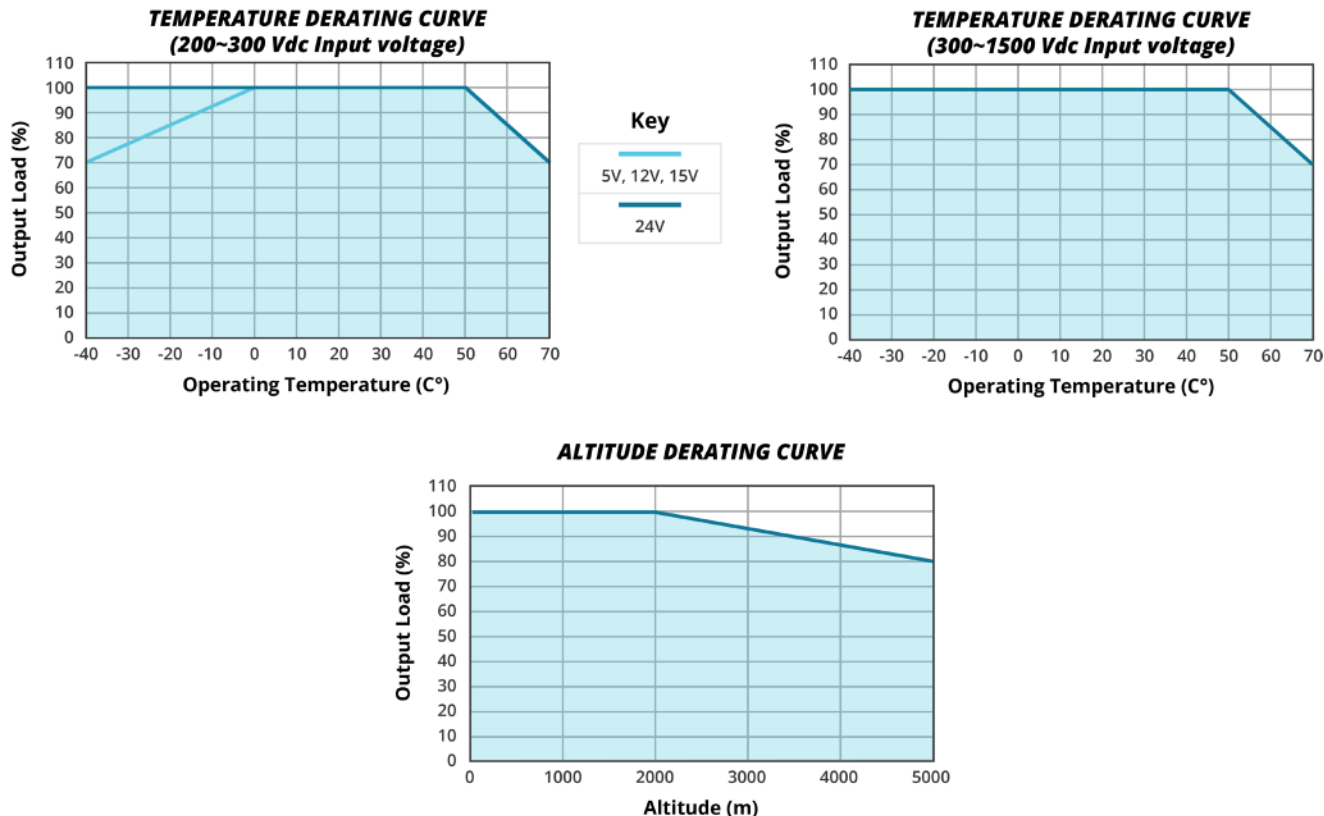 TEMPERATURE DERATING CURVE
(200~300 Vdc Input voltage)
110
100
90
80
70
60
50
40
30
20
10
0
-40 -30 -20 -10 0 10 20 30 40 50 60 70
Output Load (%)
Operating Temperature (C°)
Key
5V, 12V, 15V
24V
TEMPERATURE DERATING CURVE
(300~1500 Vdc Input voltage)
110
100
90
80
70
60
50
40
30
20
10
0
-40 -30 -20 -10 0 10 20 30 40 50 60 70
Output Load (%)
Operating Temperature (C°)
ALTITUDE DERATING CURVE
110
100
90
80
70
60
50
40
30
20
10
0
0 1000 2000 3000 4000 5000
Output Load (%)
Altitude (m)